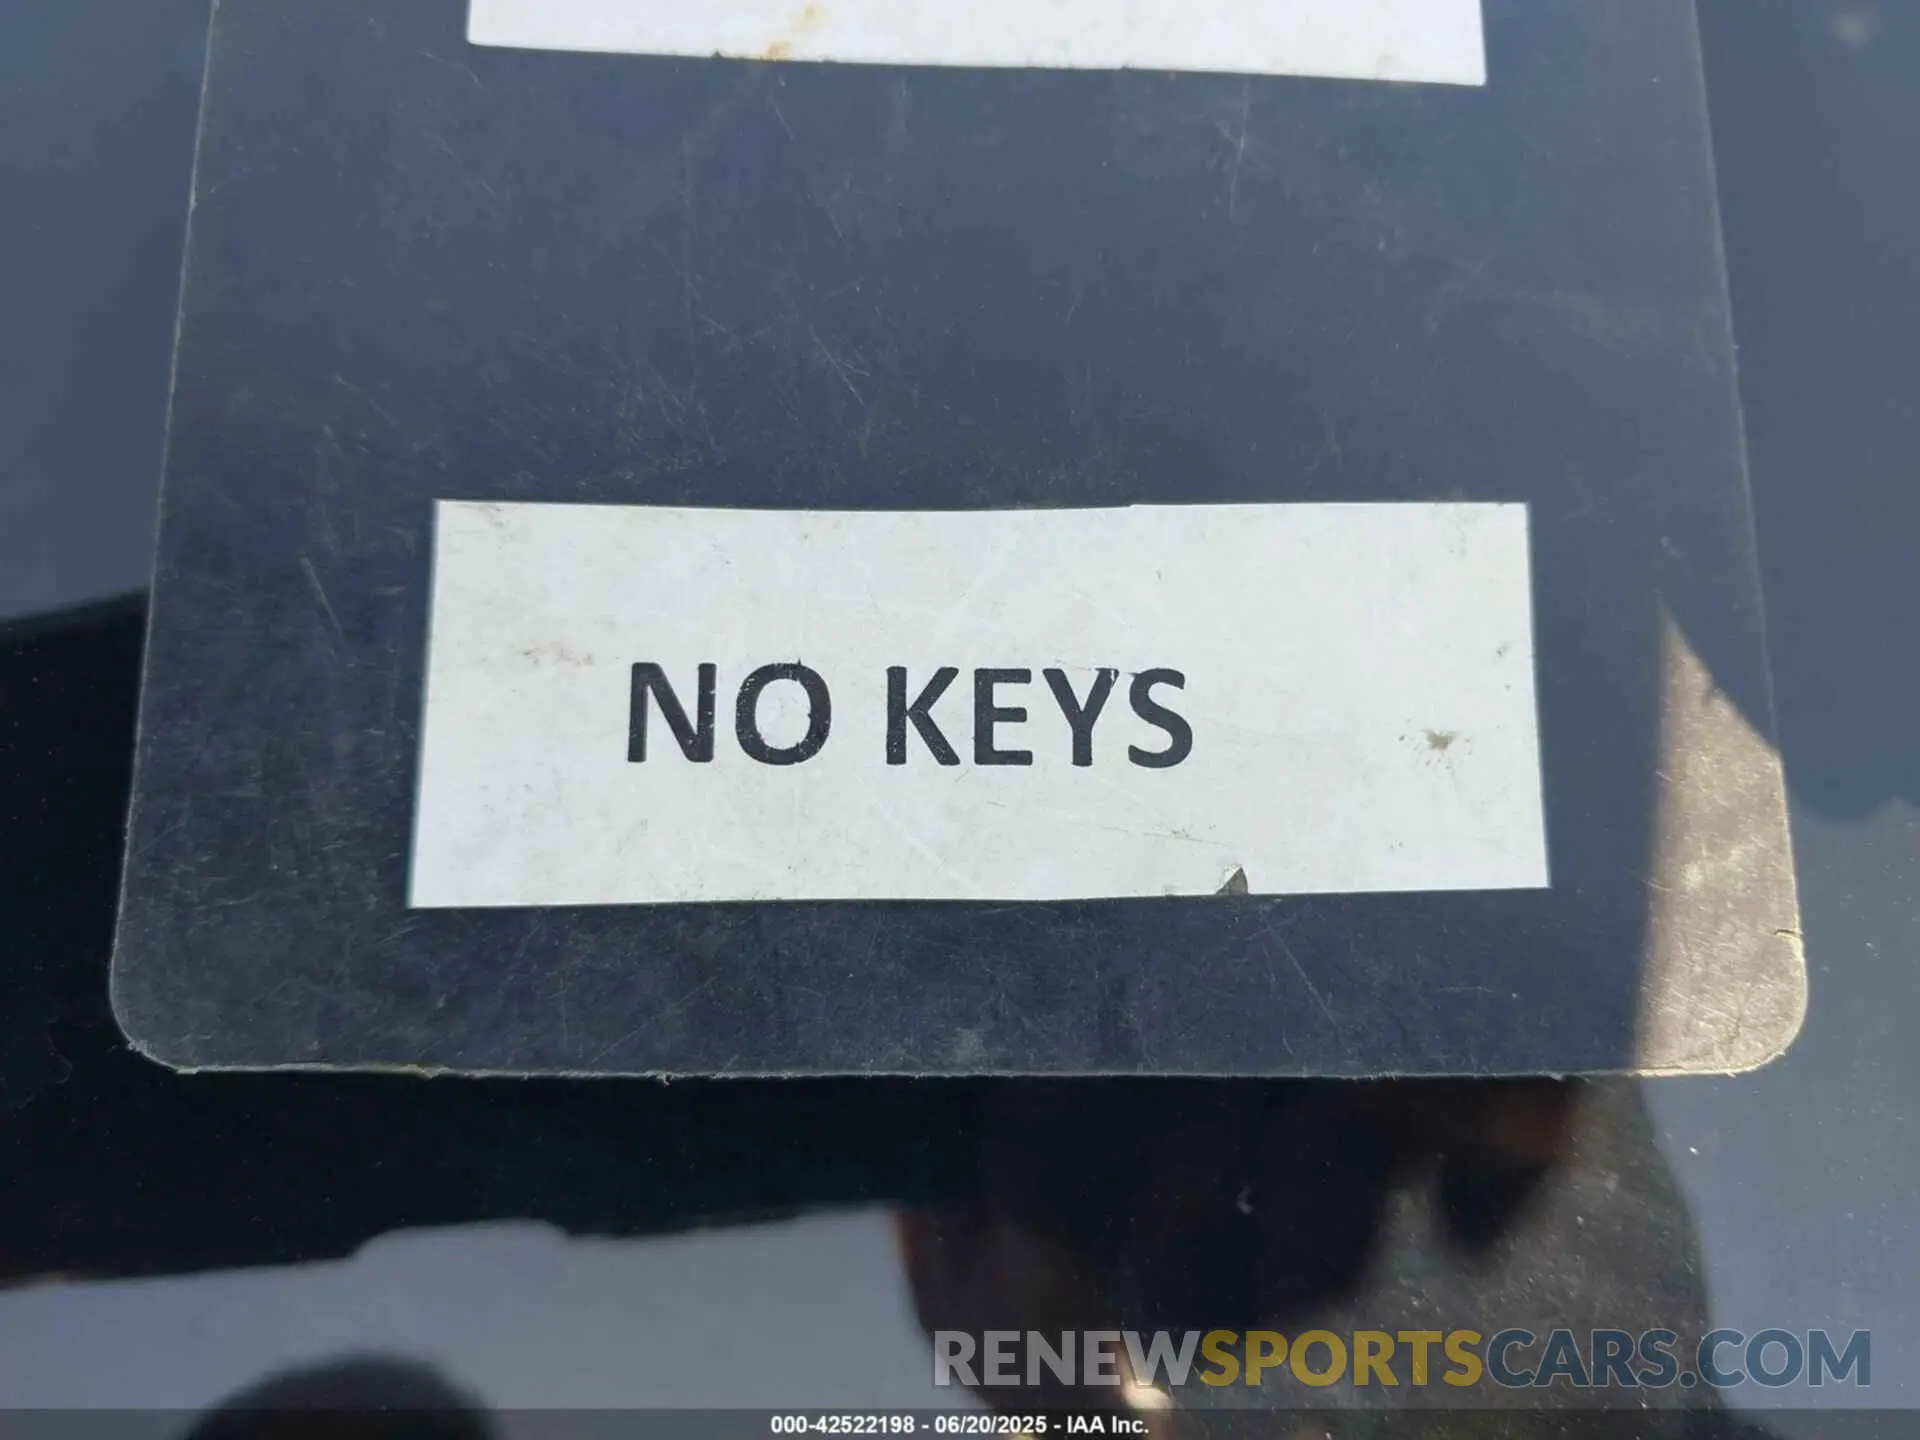 NO KEYS
RENEWSPORTSCARS.COM
000-42522198 - 06/20/2025 - IAA Inc.